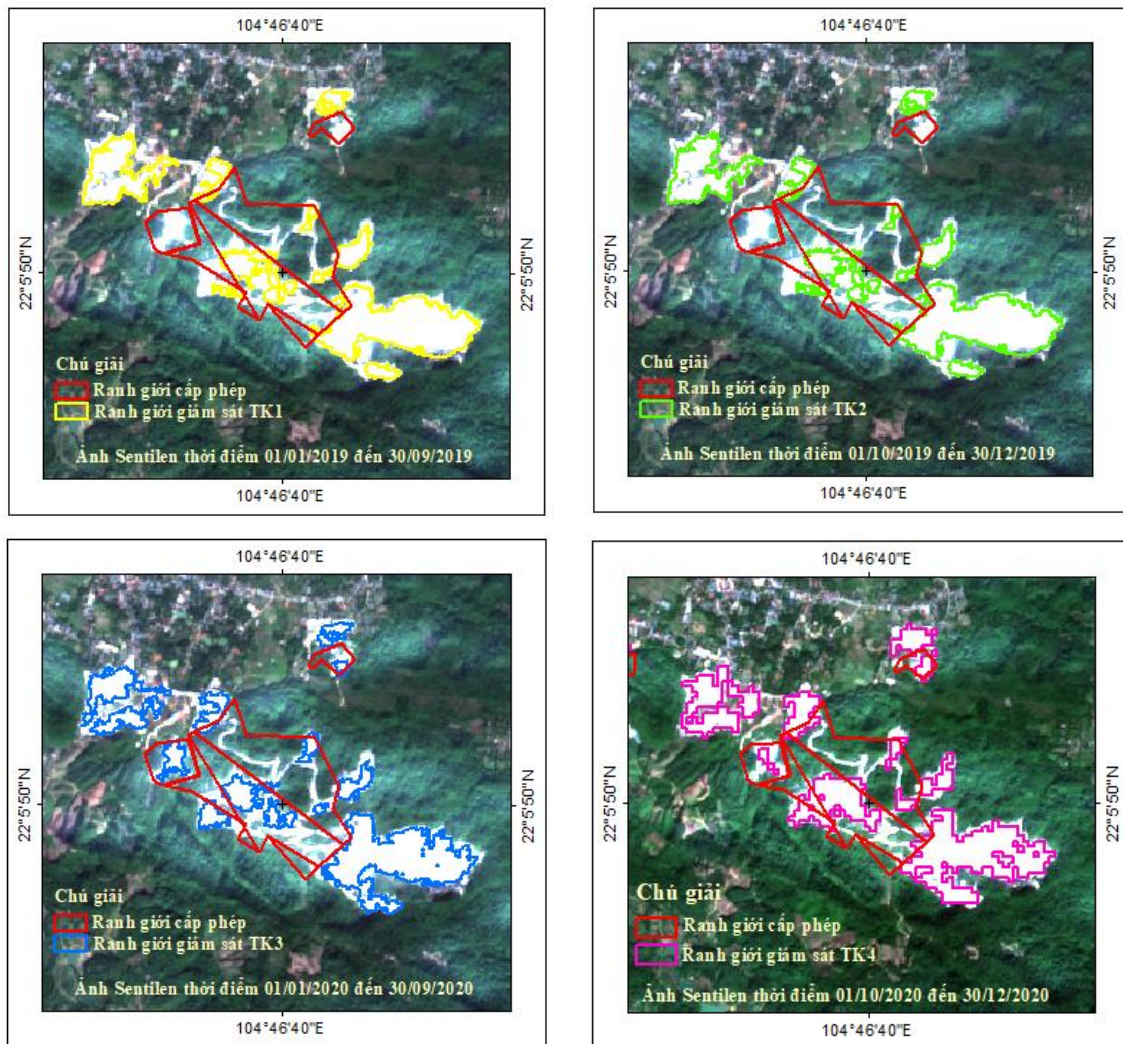 104°46'40"E
22°5'50"N
22°5'50"N
Chú giải
Ranh giới cấp phép
Ranh giới giám sát TK1
Ảnh Sentilen thời điểm 01/01/2019 đến 30/09/2019
104°46'40"E
104°46'40"E
22°5'50"N
22°5'50"N
Chú giải
Ranh giới cấp phép
Ranh giới giám sát TK2
Ảnh Sentilen thời điểm 01/10/2019 đến 30/12/2019
104°46'40"E
104°46'40"E
22°5'50"N
22°5'50"N
Chú giải
Ranh giới cấp phép
Ranh giới giám sát TK3
Ảnh Sentilen thời điểm 01/01/2020 đến 30/09/2020
104°46'40"E
104°46'40"E
22°5'50"N
22°5'50"N
Chú giải
Ranh giới cấp phép
Ranh giới giám sát TK4
Ảnh Sentilen thời điểm 01/10/2020 đến 30/12/2020
104°46'40"E